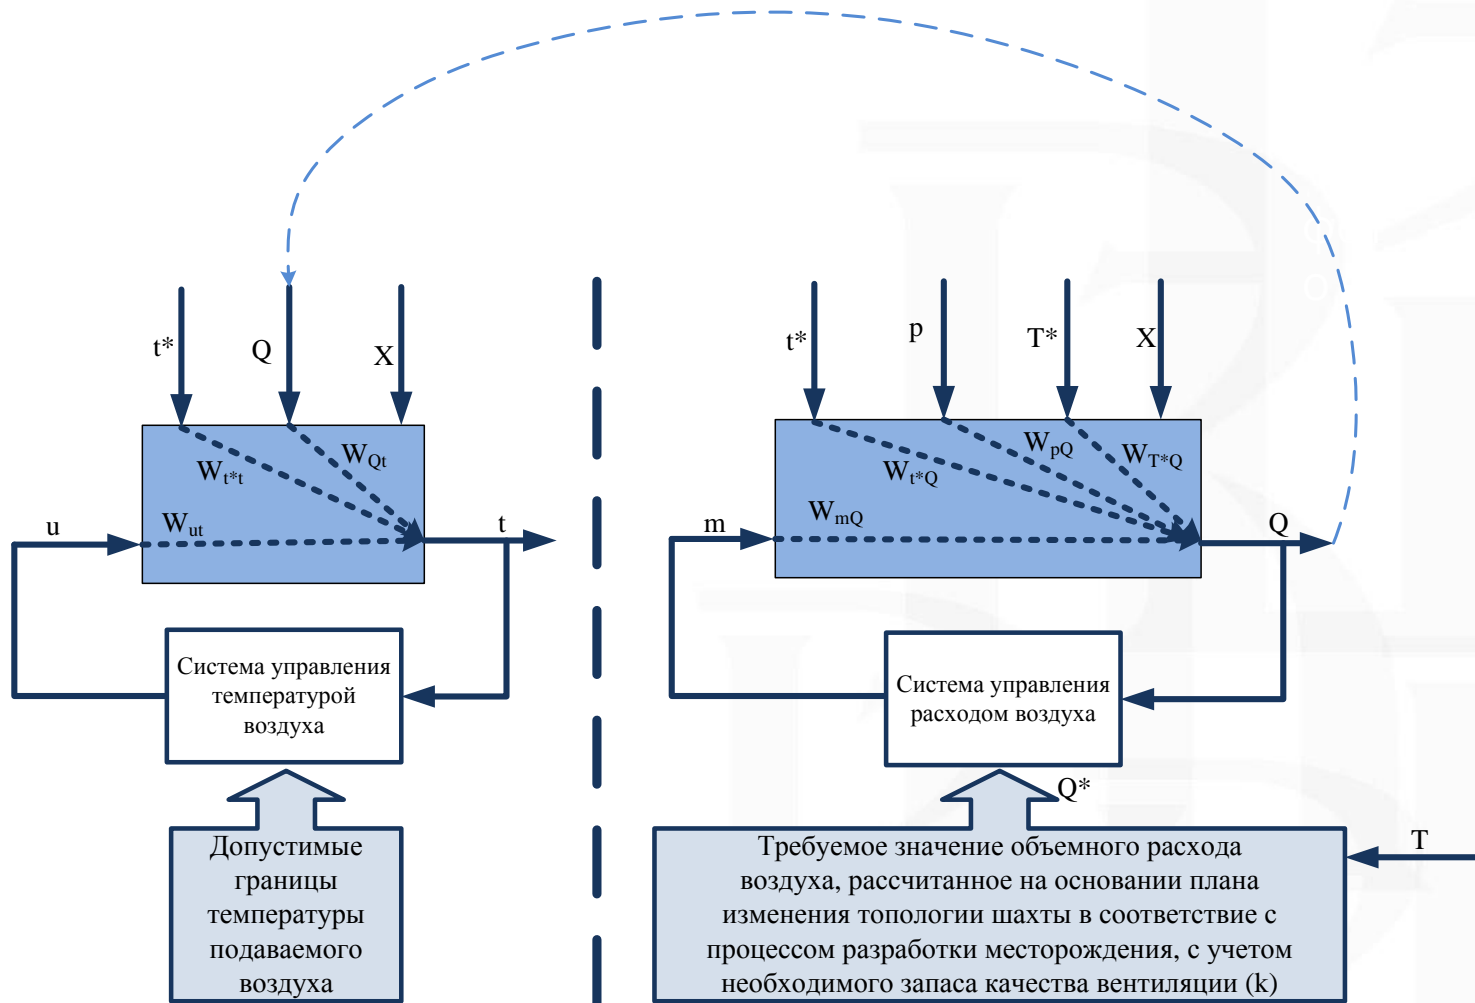 t*
Q
X
W_Qt
W_t*t
W_ut
u
t
Система управления
температурой
воздуха
Допустимые
границы
температуры
подаваемого
воздуха
t*
p
T*
X
W_pQ
W_T*Q
W_t*Q
W_mQ
m
Q
Система управления
расходом воздуха
Q*
Требуемое значение объемного расхода
воздуха, рассчитанное на основании плана
изменения топологии шахты в соответствие с
процессом разработки месторождения, с учетом
необходимого запаса качества вентиляции (k)
T